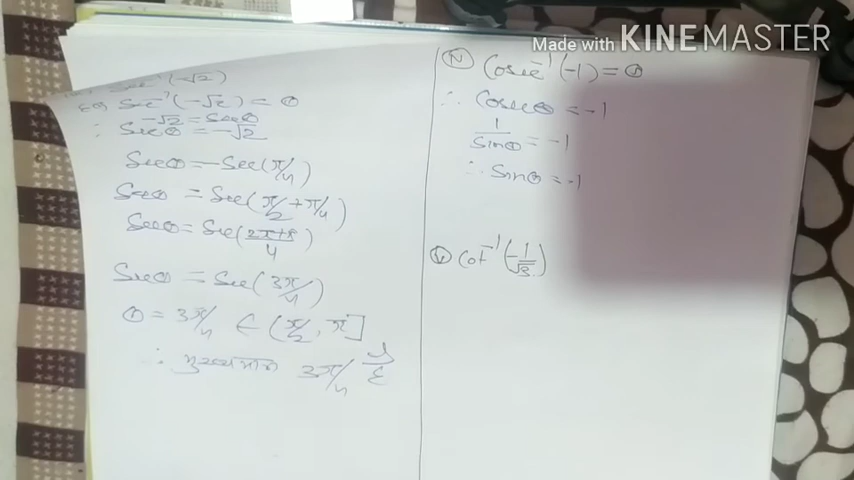 Made with KINEMASTER
Sec⁻¹(-√2)
Sec⁻¹(-√2) = θ
-√2 = Secθ
∴ Secθ = -√2
Secθ = -Sec(π/4)
Secθ = Sec(π/2 + π/4)
Secθ = Sec(2π+π/4)
Secθ = Sec(3π/4)
θ = 3π/4 ∈ (π/2, π]
∴ मुख्यमान 3π/4
Cosec⁻¹(-1) = θ
∴ Cosecθ = -1
1/sinθ = -1
∴ Sinθ = -1
Cot⁻¹(-1/√3)